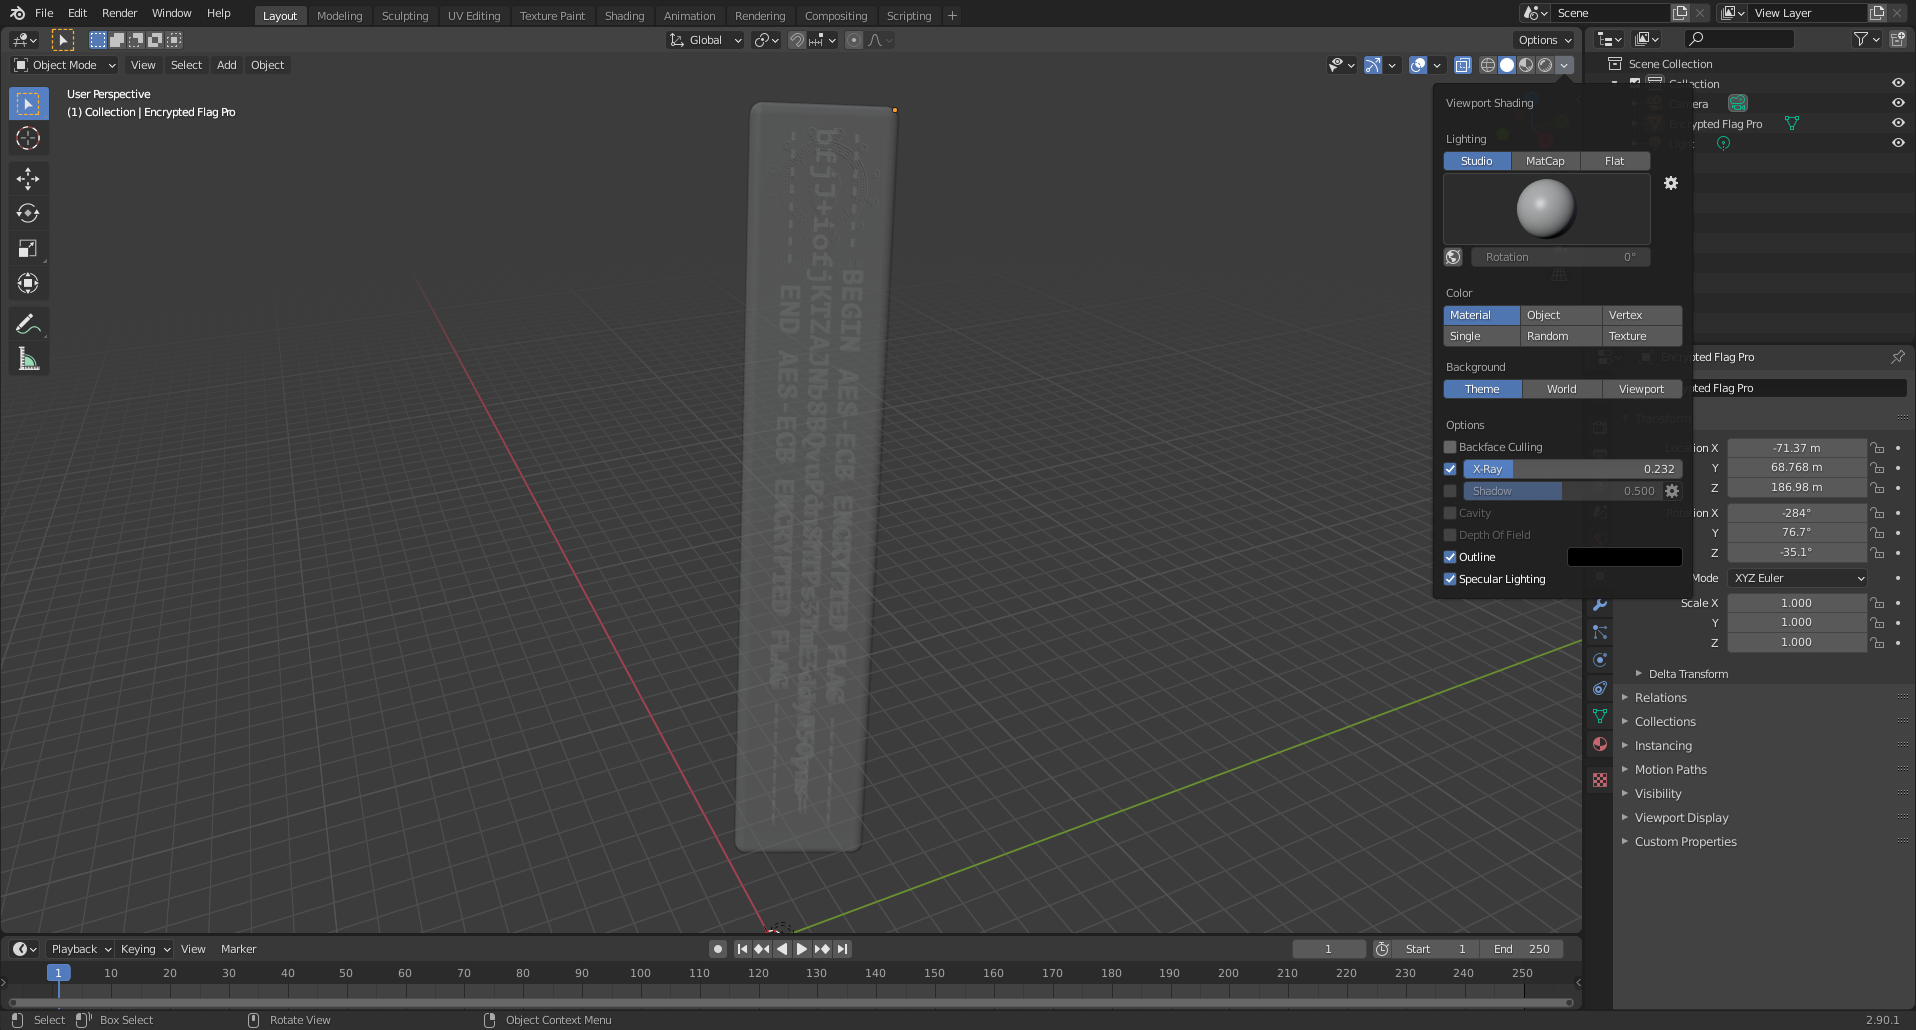 File Edit Render Window Help
Layout Modeling Sculpting UV Editing Texture Paint Shading Animation Rendering Compositing Scripting +
Scene
View Layer
Global
Options
Object Mode View Select Add Object
User Perspective
(1) Collection | Encrypted Flag Pro
----- BEGIN AES-ECB ENCRYPTED FLAG -----
----- END AES-ECB ENCRYPTED FLAG -----
Viewport Shading
Lighting
Studio MatCap Flat
Rotation 0°
Color
Material Object Vertex
Single Random Texture
Background
Theme World Viewport
Options
Backface Culling
X-Ray 0.232
Shadow 0.500
Cavity
Depth Of Field
Outline
Specular Lighting
Scene Collection
Collection
Camera
Encrypted Flag Pro
Light
Encrypted Flag Pro
Encrypted Flag Pro
Transform
Location X -71.37 m
Y 68.768 m
Z 186.98 m
Rotation X -284°
Y 76.7°
Z -35.1°
Mode XYZ Euler
Scale X 1.000
Y 1.000
Z 1.000
Delta Transform
Relations
Collections
Instancing
Motion Paths
Visibility
Viewport Display
Custom Properties
Playback Keying View Marker
1
Start 1 End 250
1 10 20 30 40 50 60 70 80 90 100 110 120 130 140 150 160 170 180 190 200 210 220 230 240 250
Select Box Select Rotate View Object Context Menu
2.90.1